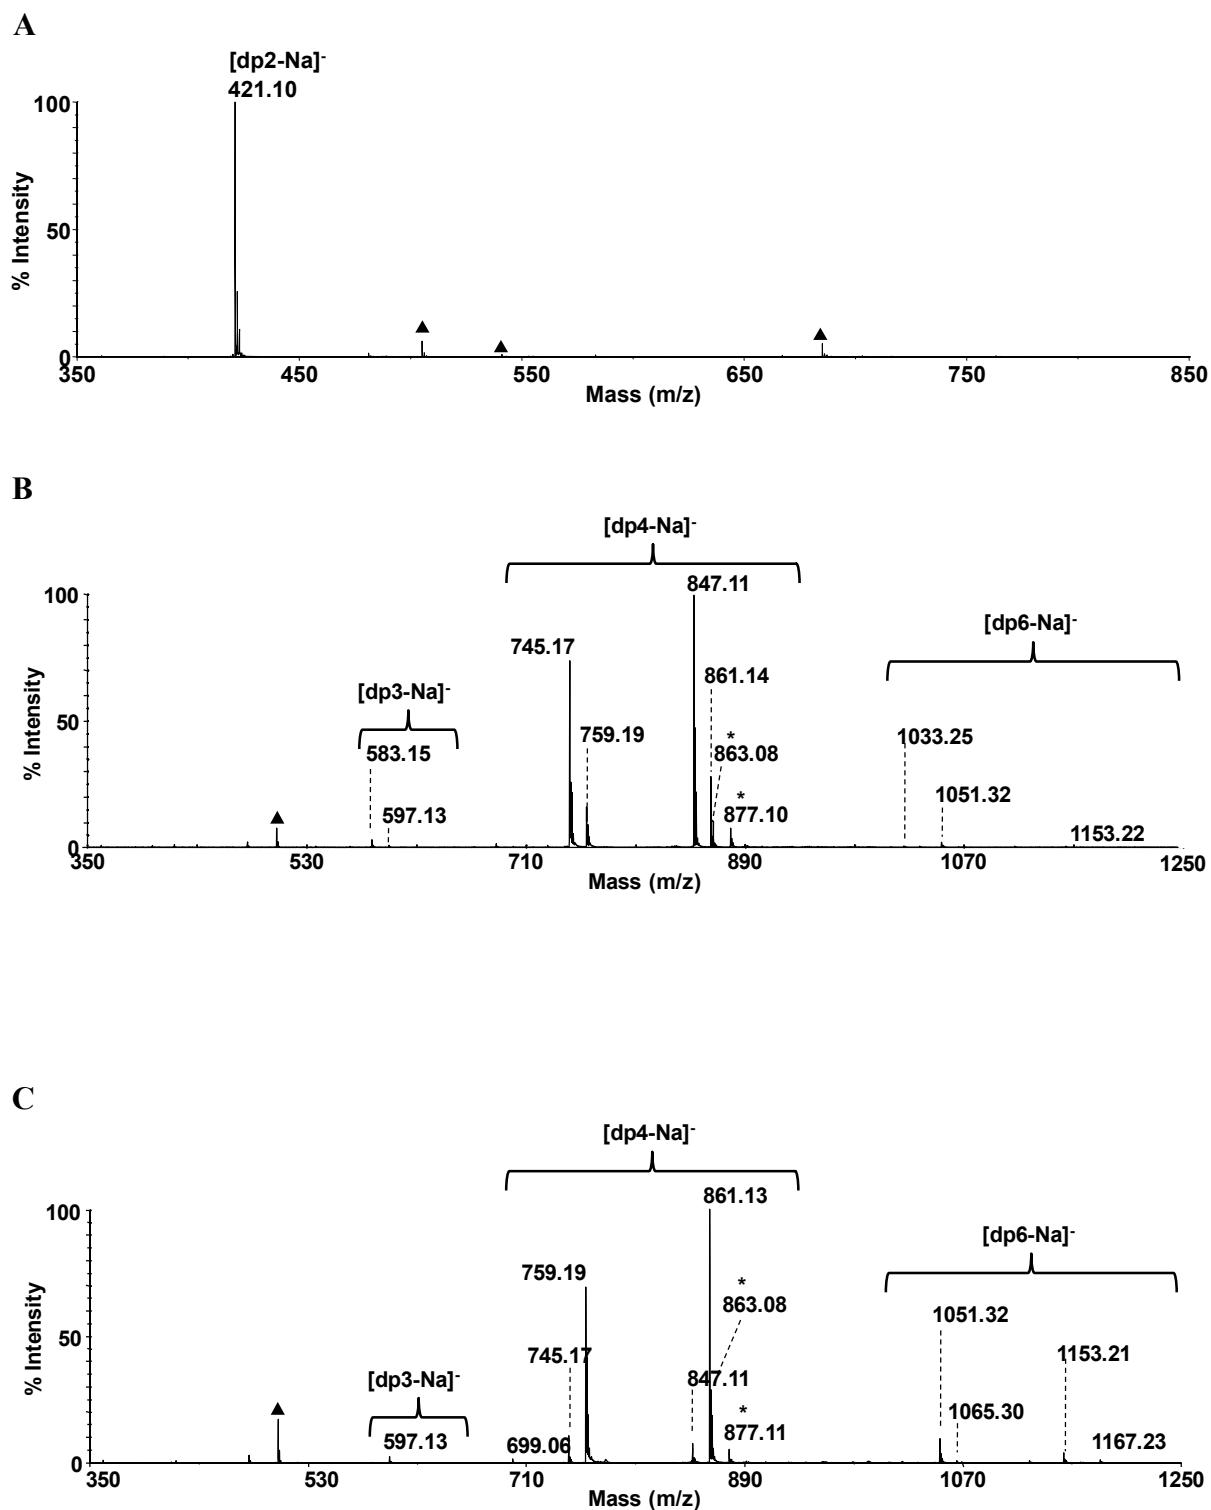 A
[dp2-Na]-
421.10
100
50
0
% Intensity
350 450 550 650 750 850
Mass (m/z)
B
[dp4-Na]-
[dp6-Na]-
[dp3-Na]-
847.11
745.17
861.14
759.19
*
863.08
*
877.10
583.15
597.13
1033.25
1051.32
1153.22
100
50
0
% Intensity
350 530 710 890 1070 1250
Mass (m/z)
C
[dp4-Na]-
[dp6-Na]-
[dp3-Na]-
861.13
759.19
*
863.08
745.17
847.11
*
877.11
699.06
597.13
1051.32
1153.21
1065.30
1167.23
100
50
0
% Intensity
350 530 710 890 1070 1250
Mass (m/z)